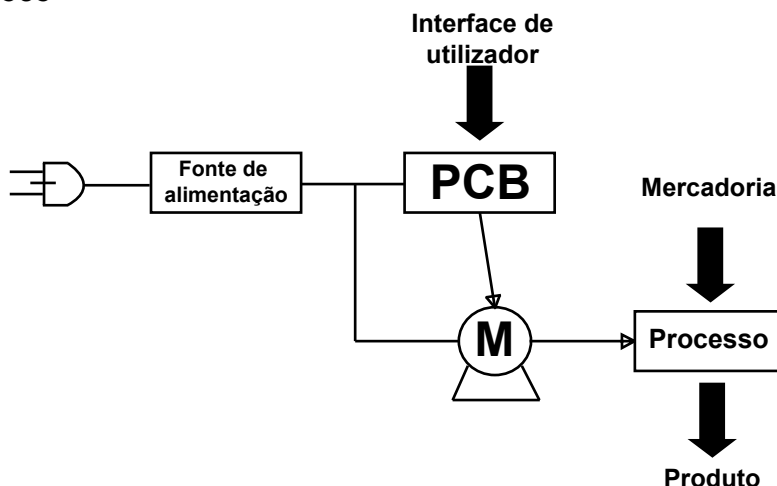 Interface de
utilizador
Fonte de
alimentação
PCB
Mercadoria
M
Processo
Produto